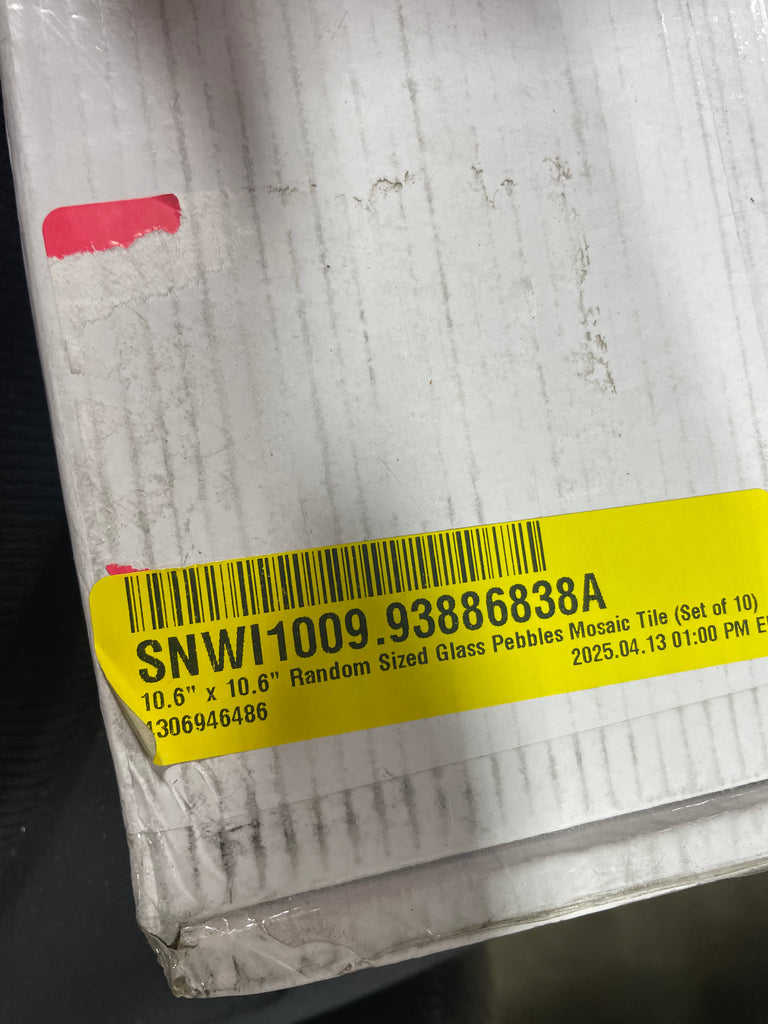 SNWI1009.93886838A
10.6" x 10.6" Random Sized Glass Pebbles Mosaic Tile (Set of 10)
2025.04.13 01:00 PM
1306946486